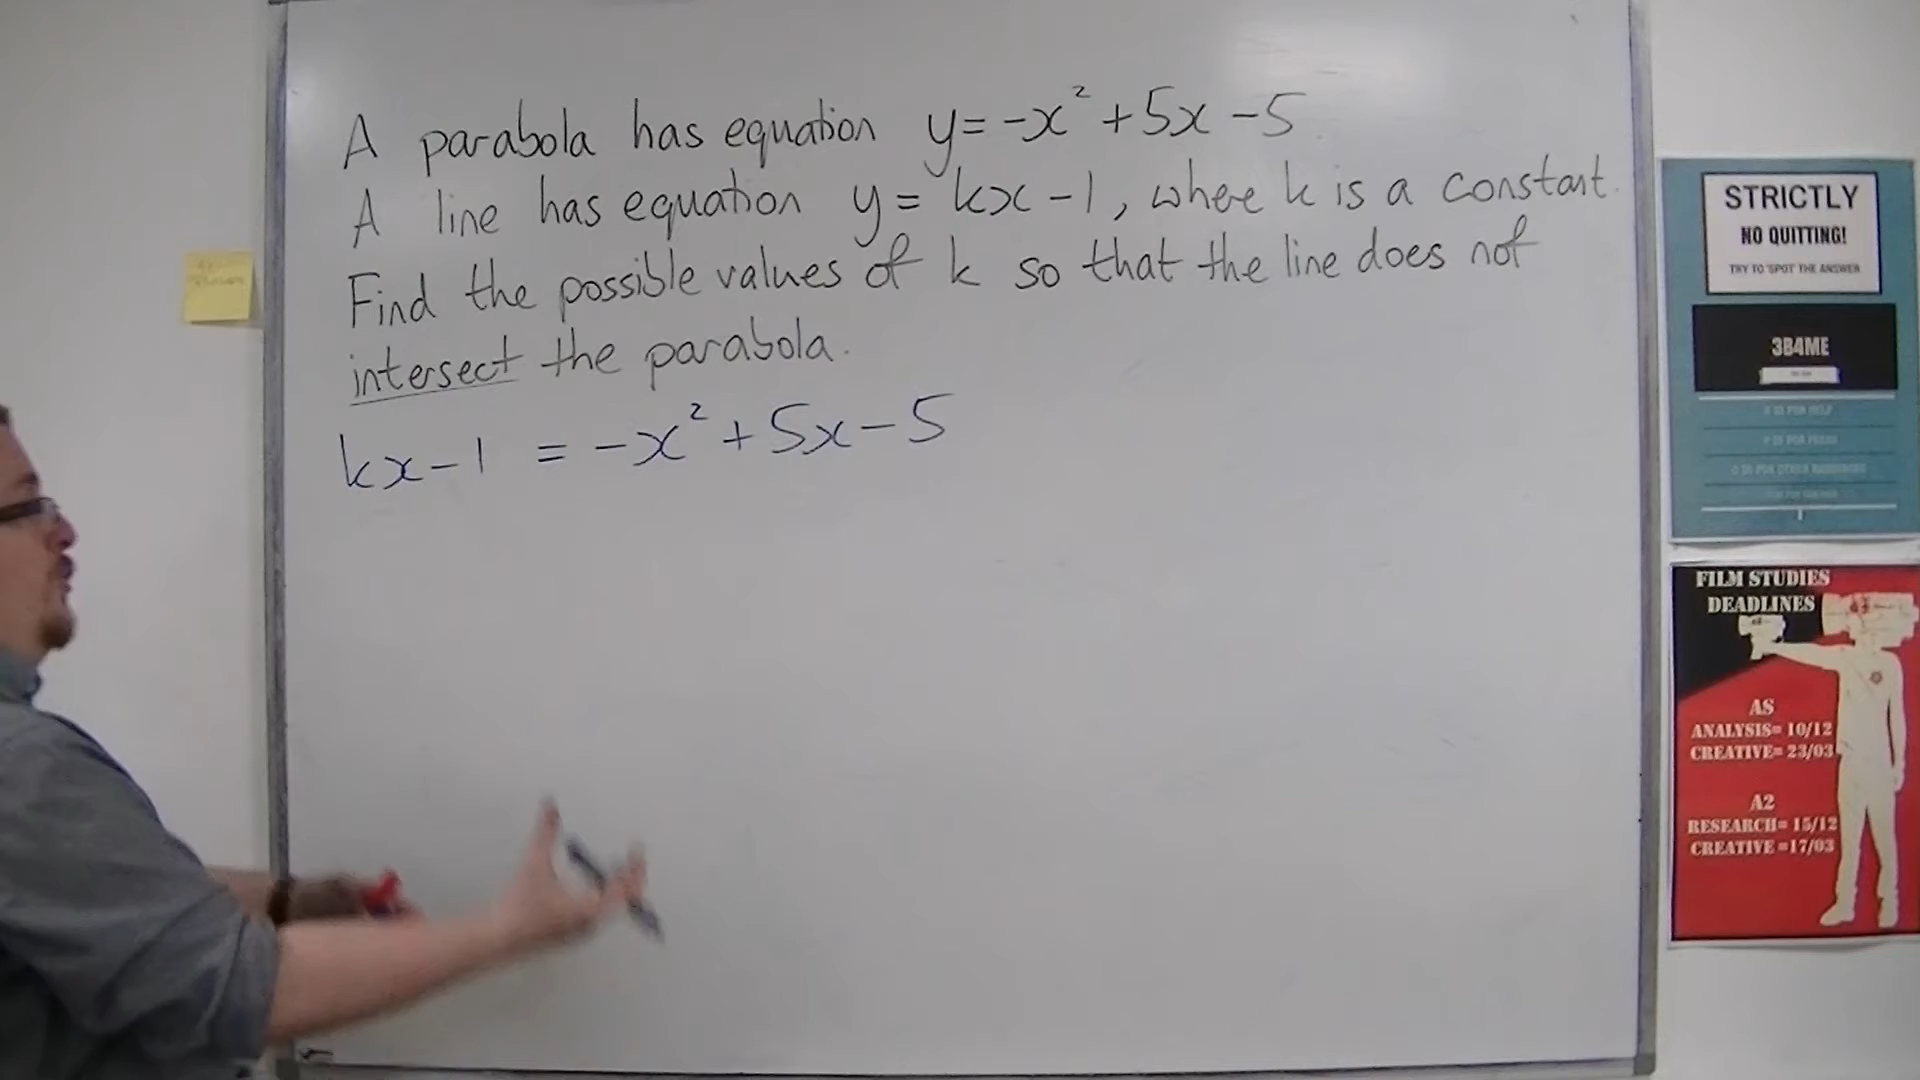 A parabola has equation y = -x² + 5x - 5
A line has equation y = kx - 1, where k is a constant.
Find the possible values of k so that the line does not
intersect the parabola.
kx - 1 = -x² + 5x - 5
STRICTLY
NO QUITTING!
TRY TO SPOT THE ANSWER
3B4ME
FILM STUDIES
DEADLINES
AS
ANALYSIS= 10/12
CREATIVE= 23/03
A2
RESEARCH= 15/12
CREATIVE =17/03